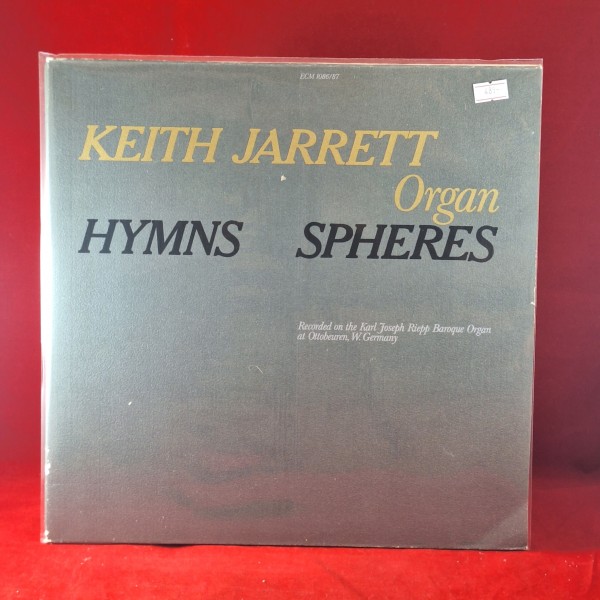 ECM 1086/87
KEITH JARRETT
Organ
HYMNS SPHERES
Recorded on the Karl Joseph Riepp Baroque Organ
at Ottobeuren, W. Germany